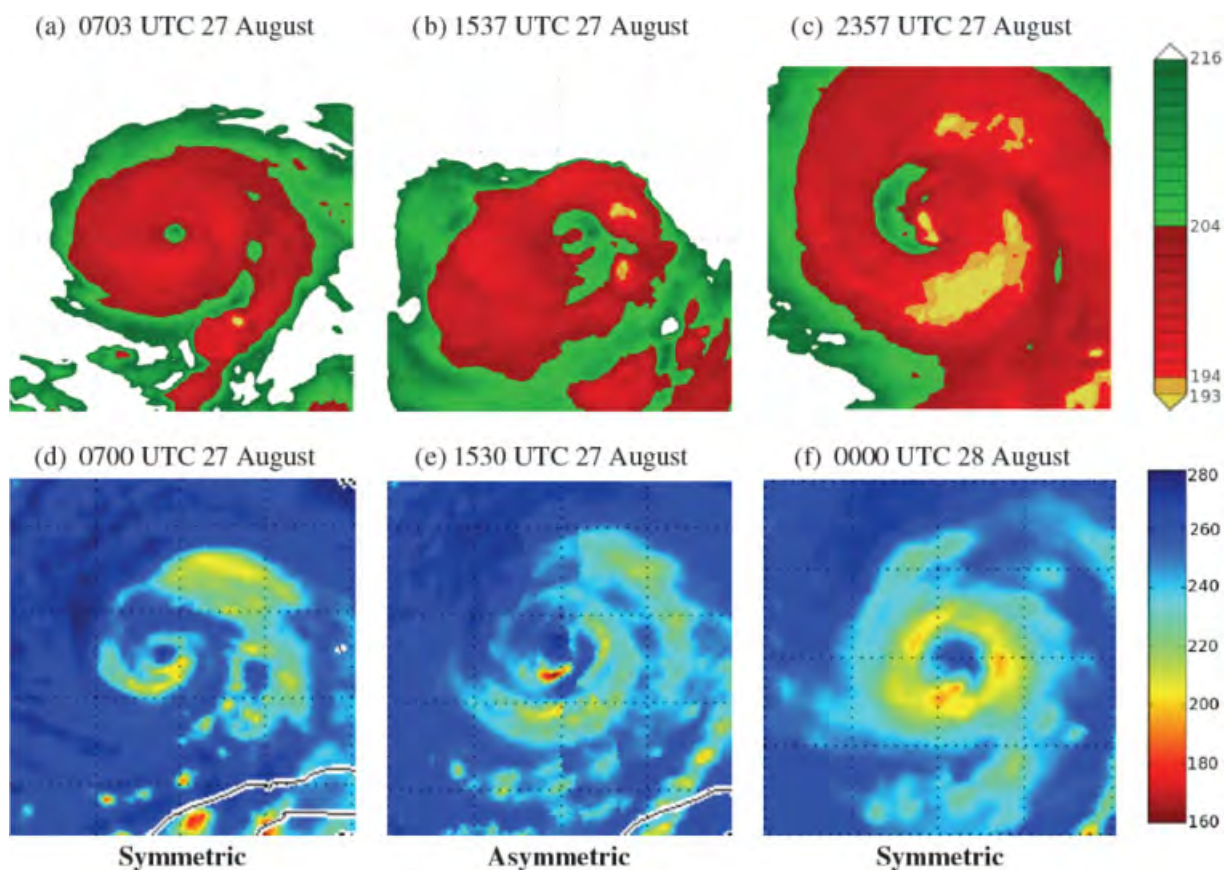 (a) 0703 UTC 27 August
(b) 1537 UTC 27 August
(c) 2357 UTC 27 August
216
204
194
193
(d) 0700 UTC 27 August
(e) 1530 UTC 27 August
(f) 0000 UTC 28 August
280
260
240
220
200
180
160
Symmetric
Asymmetric
Symmetric